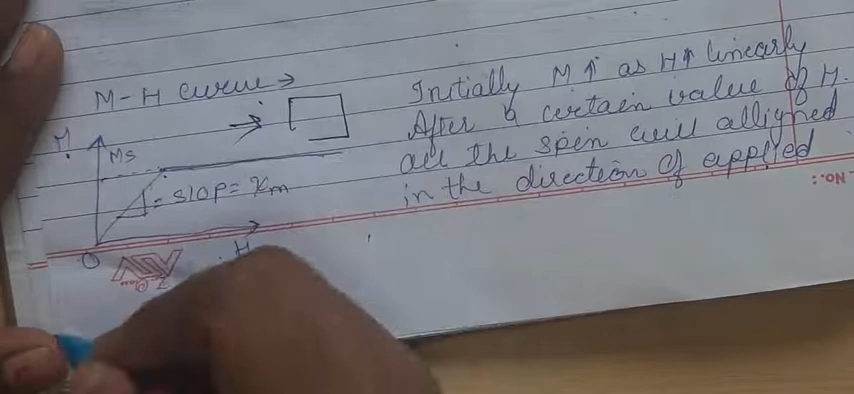 M-H curve →
M
Ms
= slop = χm
O
H
Initially M↑ as H↑ linearly
After a certain value of H.
all the spin will alligned
in the direction of applied
No.: